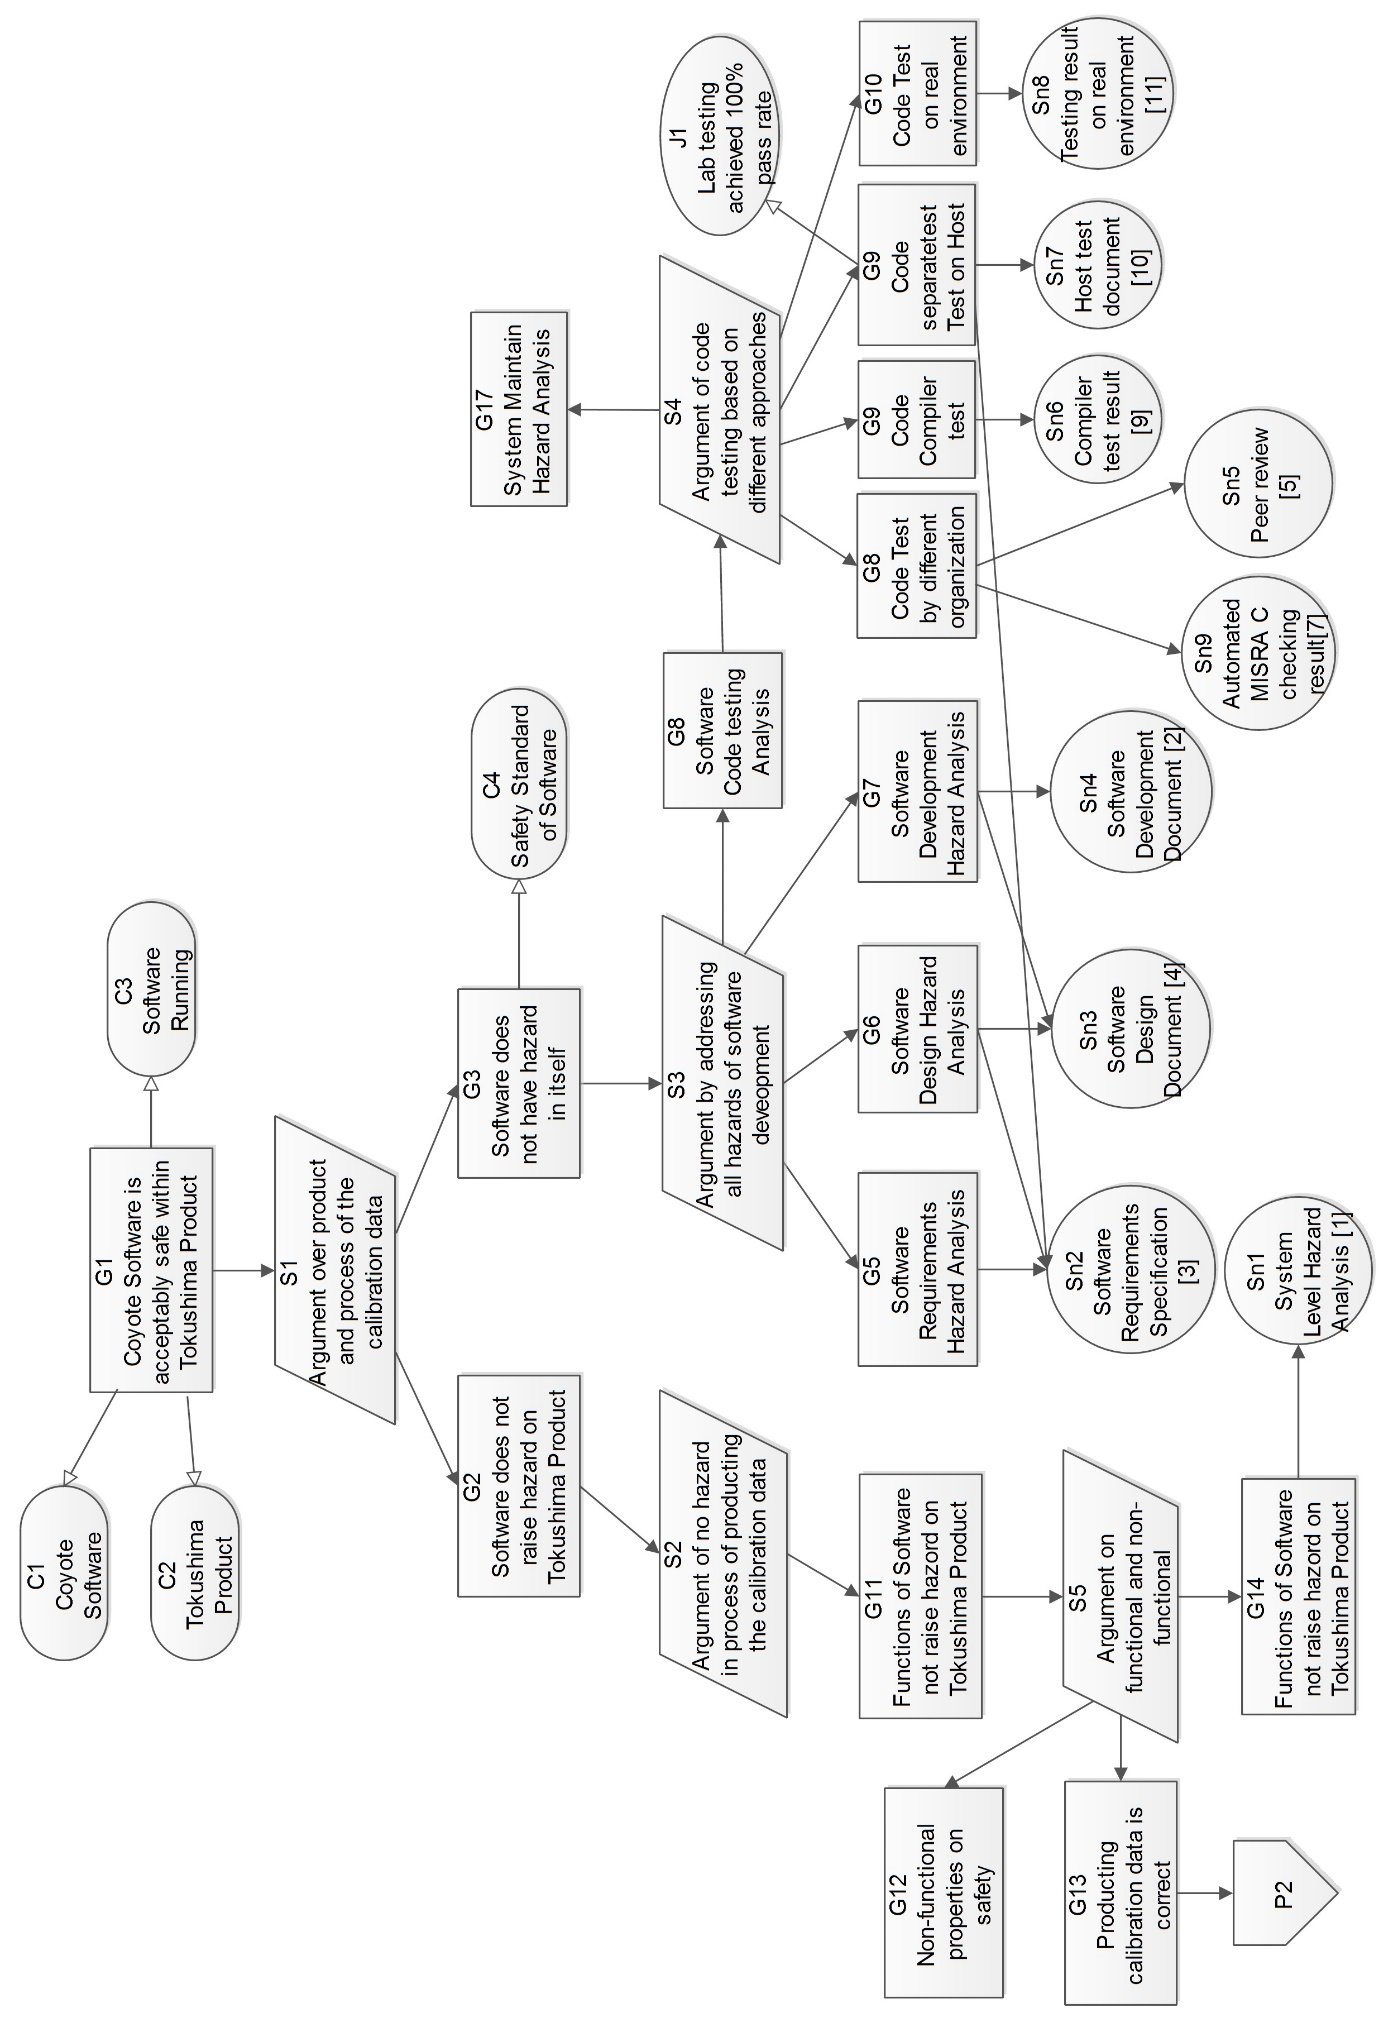 C1
Coyote
Software
C2
Tokushima
Product
G1
Coyote Software is
acceptably safe within
Tokushima Product
C3
Software
Running
S1
Argument over product
and process of the
calibration data
G2
Software does not
raise hazard on
Tokushima Product
G3
Software does
not have hazard
in itself
C4
Safety Standard
of Software
G17
System Maintain
Hazard Analysis
S2
Argument of no hazard
in process of producting
the calibration data
S3
Argument by addressing
all hazards of software
deveopment
G8
Software
Code testing
Analysis
S4
Argument of code
testing based on
different approaches
J1
Lab testing
achieved 100%
pass rate
G11
Functions of Software
not raise hazord on
Tokushima Product
G5
Software
Requirements
Hazard Analysis
G6
Software
Design Hazard
Analysis
G7
Software
Development
Hazard Analysis
G8
Code Test
by different
organization
G9
Code
Compiler
test
G9
Code
separatetest
Test on Host
G10
Code Test
on real
environment
G12
Non-functional
properties on
safety
S5
Argument on
functional and non-
functional
Sn2
Software
Requirements
Specification
[3]
Sn3
Software
Design
Document [4]
Sn4
Software
Development
Document [2]
Sn9
Automated
MISRA C
checking
result[7]
Sn5
Peer review
[5]
Sn6
Compiler
test result
[9]
Sn7
Host test
document
[10]
Sn8
Testing result
on real
environment
[11]
G13
Producting
calibration data is
correct
G14
Functions of Software
not raise hazard on
Tokushima Product
Sn1
System
Level Hazard
Analysis [1]
P2